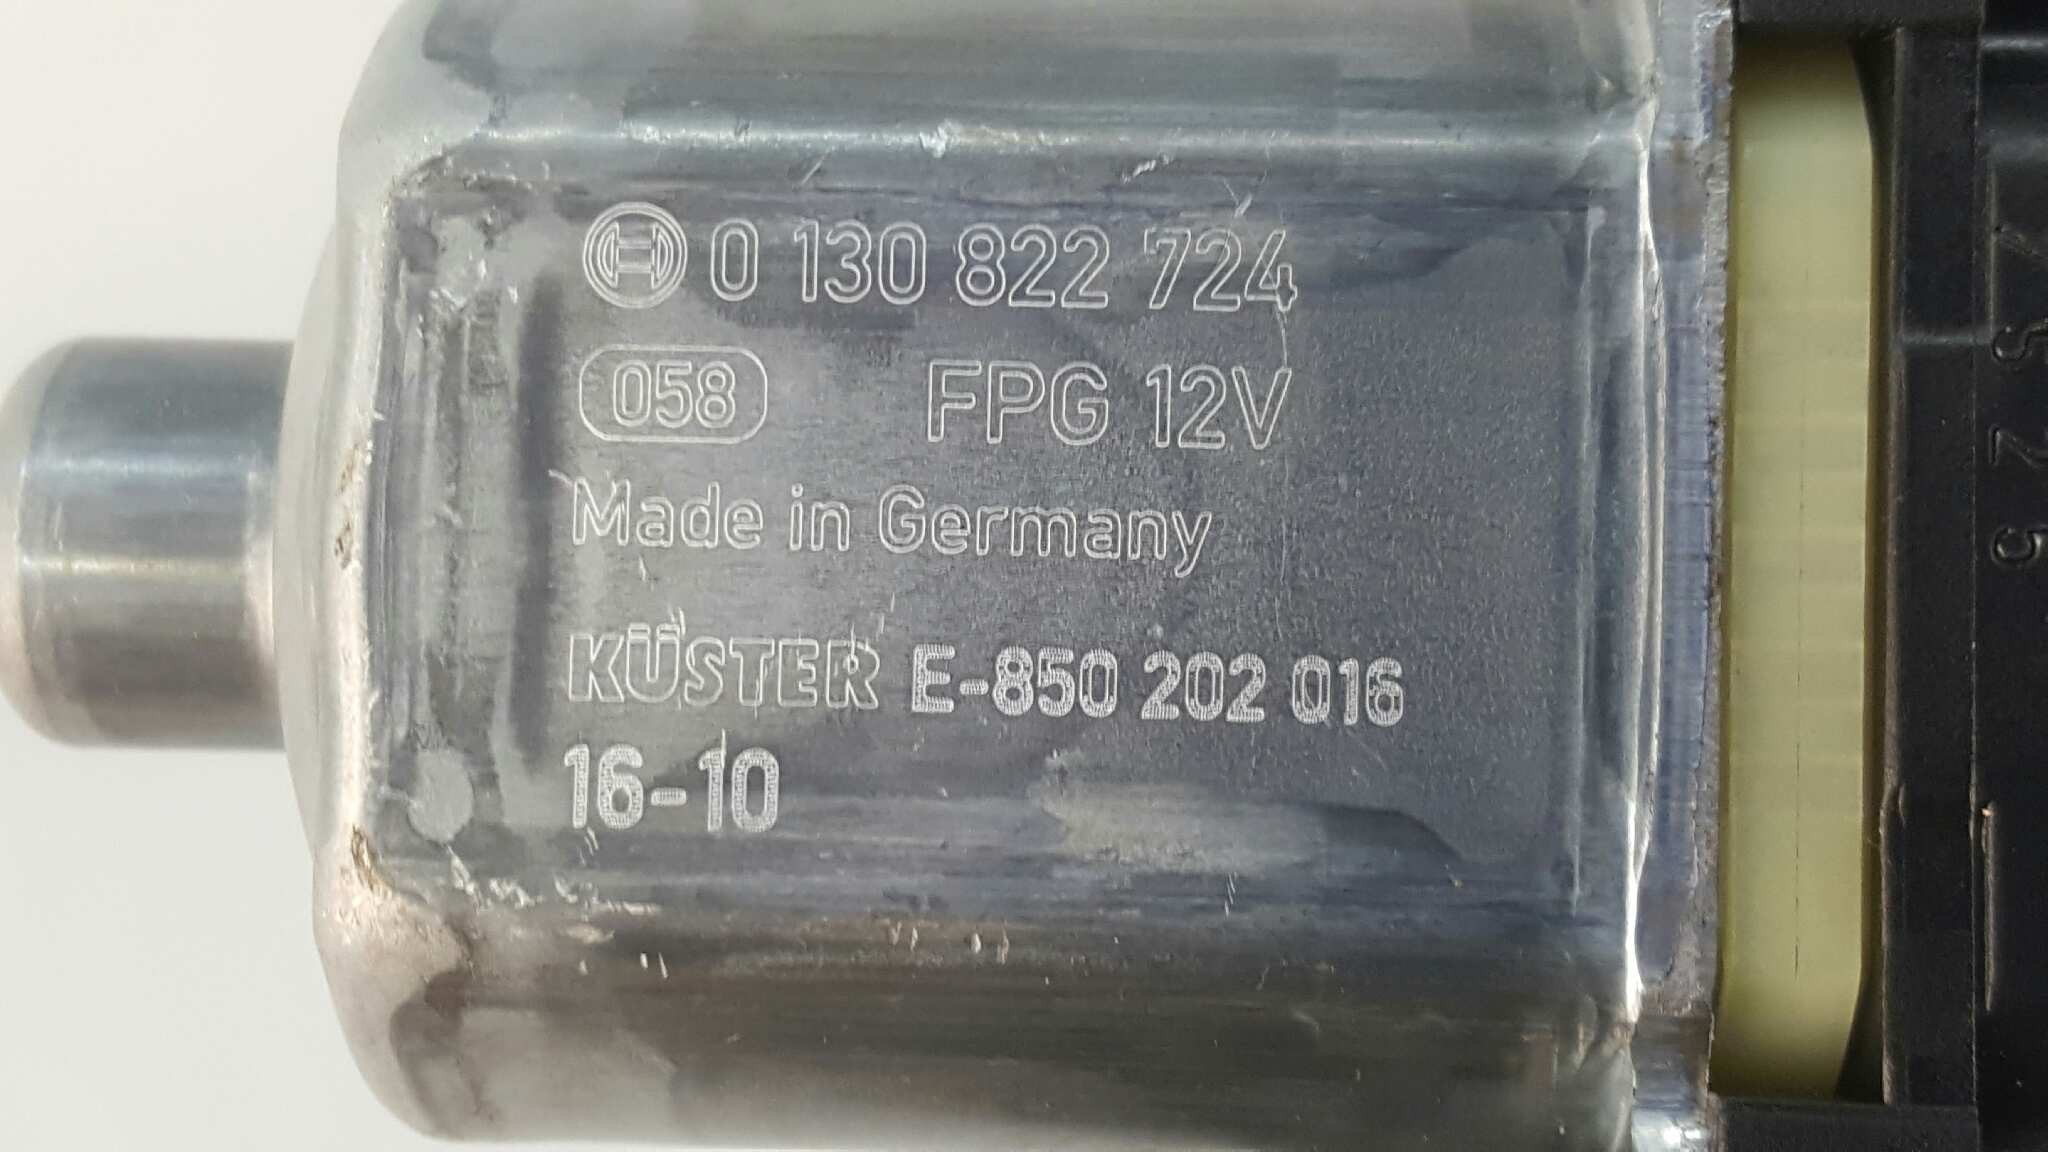 0 130 822 724
058 FPG 12V
Made in Germany
KÜSTER E-850 202 016
16-10